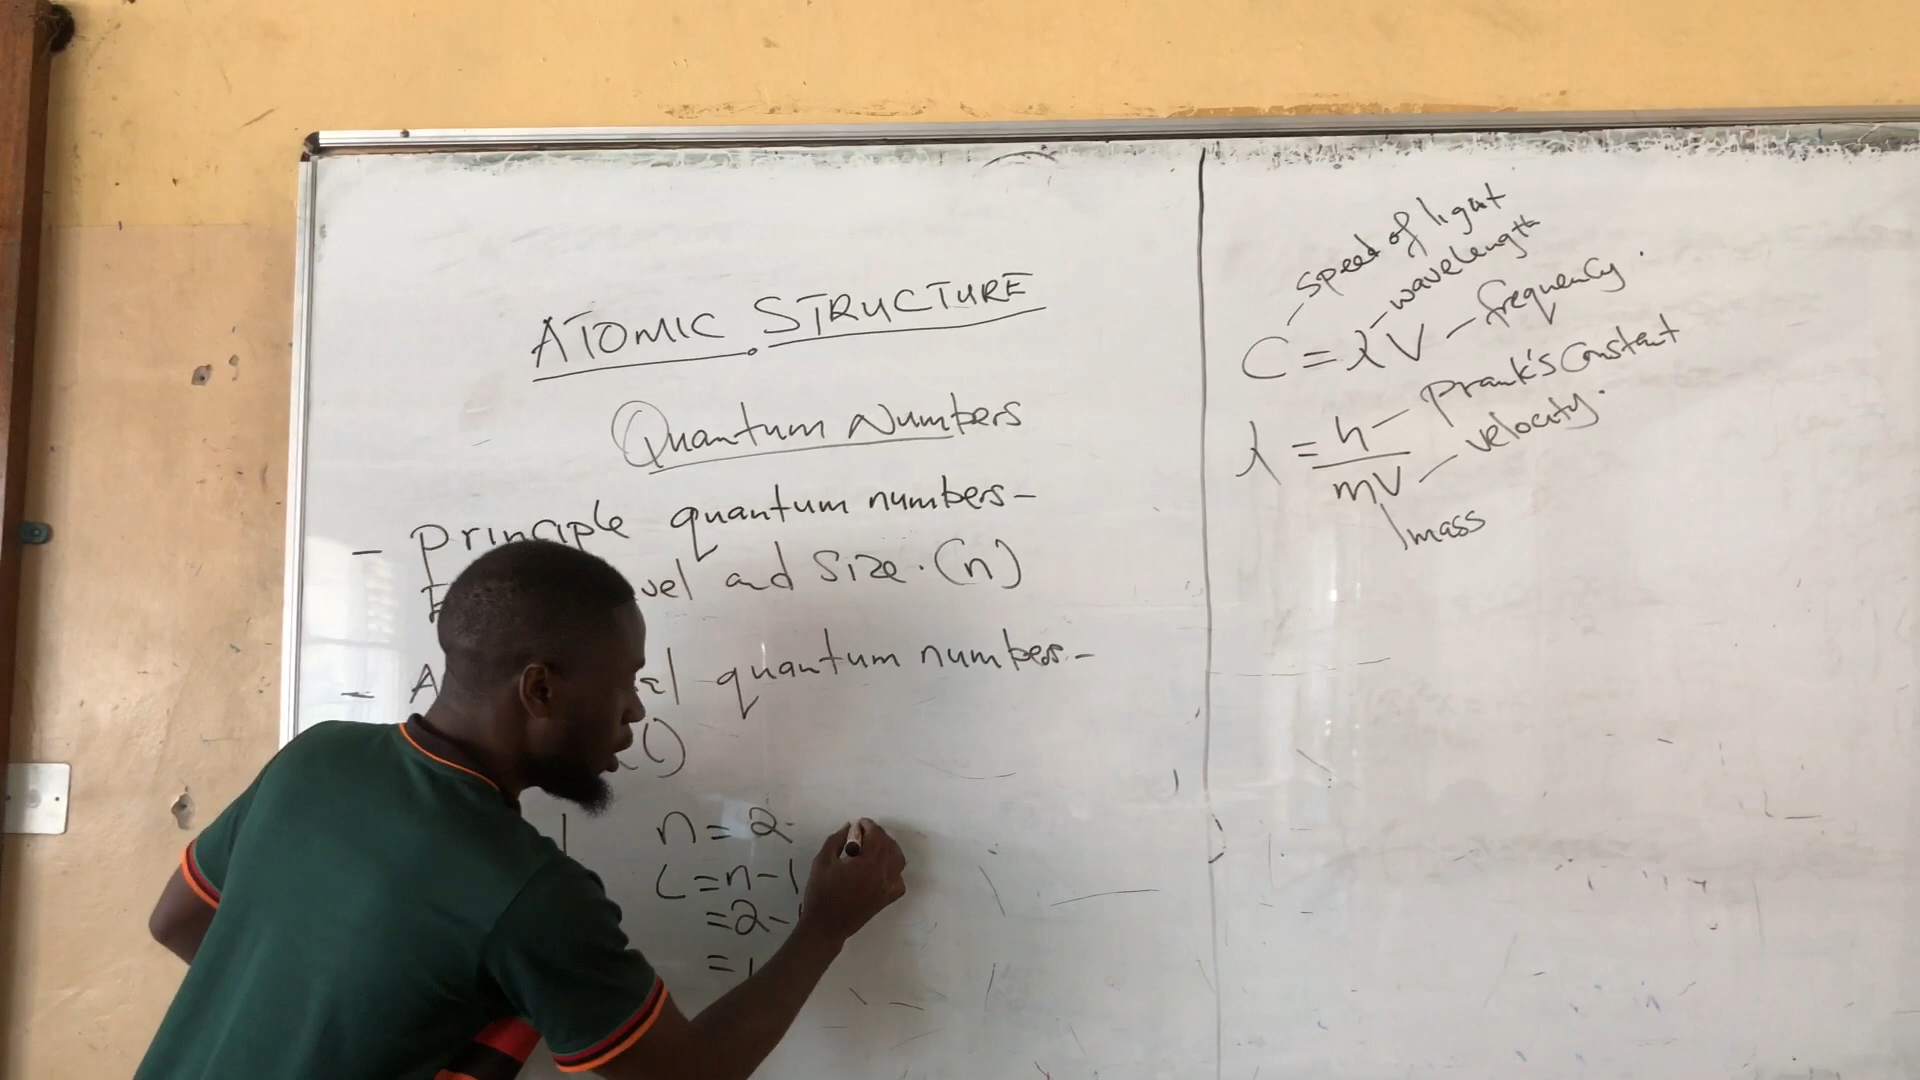 ATOMIC STRUCTURE
Quantum Numbers
- Principle quantum numbers -
and Size. (n)
- quantum numbers -
(l)
n = 2
l = n - 1
= 2 -
= 1
speed of light
wavelength
C = λV - frequency.
λ = h - Prank's Constant
mV - velocity.
mass